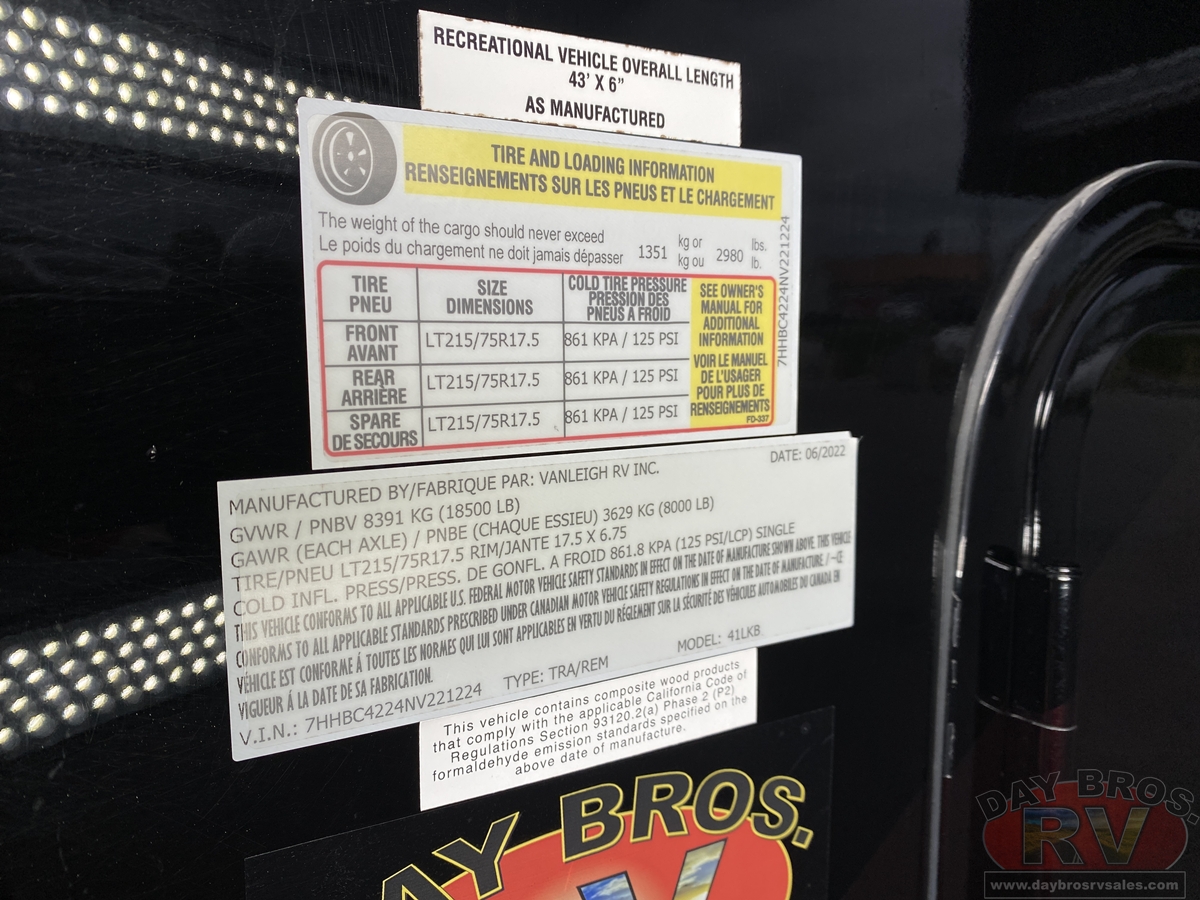 RECREATIONAL VEHICLE OVERALL LENGTH
43' X 6"
AS MANUFACTURED
TIRE AND LOADING INFORMATION
RENSEIGNEMENTS SUR LES PNEUS ET LE CHARGEMENT
The weight of the cargo should never exceed
Le poids du chargement ne doit jamais dépasser
1351 kg or kg ou 2980 lbs. lb.
TIRE PNEU
SIZE DIMENSIONS
COLD TIRE PRESSURE
PRESSION DES
PNEUS A FROID
FRONT AVANT
LT215/75R17.5
861 KPA / 125 PSI
REAR ARRIÈRE
LT215/75R17.5
861 KPA / 125 PSI
SPARE DE SECOURS
LT215/75R17.5
861 KPA / 125 PSI
SEE OWNER'S
MANUAL FOR
ADDITIONAL
INFORMATION
VOIR LE MANUEL
DE L'USAGER
POUR PLUS DE
RENSEIGNEMENTS
FD-337
7HHBC4224NV221224
MANUFACTURED BY/FABRIQUE PAR: VANLEIGH RV INC. DATE: 06/2022
GVWR / PNBV 8391 KG (18500 LB)
GAWR (EACH AXLE) / PNBE (CHAQUE ESSIEU) 3629 KG (8000 LB)
TIRE/PNEU LT215/75R17.5 RIM/JANTE 17.5 X 6.75
COLD INFL. PRESS/PRESS. DE GONFL. A FROID 861.8 KPA (125 PSI/LCP) SINGLE
THIS VEHICLE CONFORMS TO ALL APPLICABLE U.S. FEDERAL MOTOR VEHICLE SAFETY STANDARDS IN EFFECT ON THE DATE OF MANUFACTURE SHOWN ABOVE. THIS VEHICLE
CONFORMS TO ALL APPLICABLE STANDARDS PRESCRIBED UNDER CANADIAN MOTOR VEHICLE SAFETY REGULATIONS IN EFFECT ON THE DATE OF MANUFACTURE. / -CE
VÉHICLE EST CONFORME Á TOUTES LES NORMES QUI LUI SONT APPLICABLES EN VERTU DU RÉGLEMENT SUR LA SÉCURITÉ DES VÉHICULES AUTOMOBILES DU CANADA EN
VIGUEUR Á LA DATE DE SA FABRICATION.
V.I.N.: 7HHBC4224NV221224 TYPE: TRA/REM MODEL: 41LKB
This vehicle contains composite wood products
that comply with the applicable California Code of
Regulations Section 93120.2(a) Phase 2 (P2)
formaldehyde emission standards specified on the
above date of manufacture.
DAY BROS.
RV
DAY BROS.
RV
www.daybrosrvsales.com